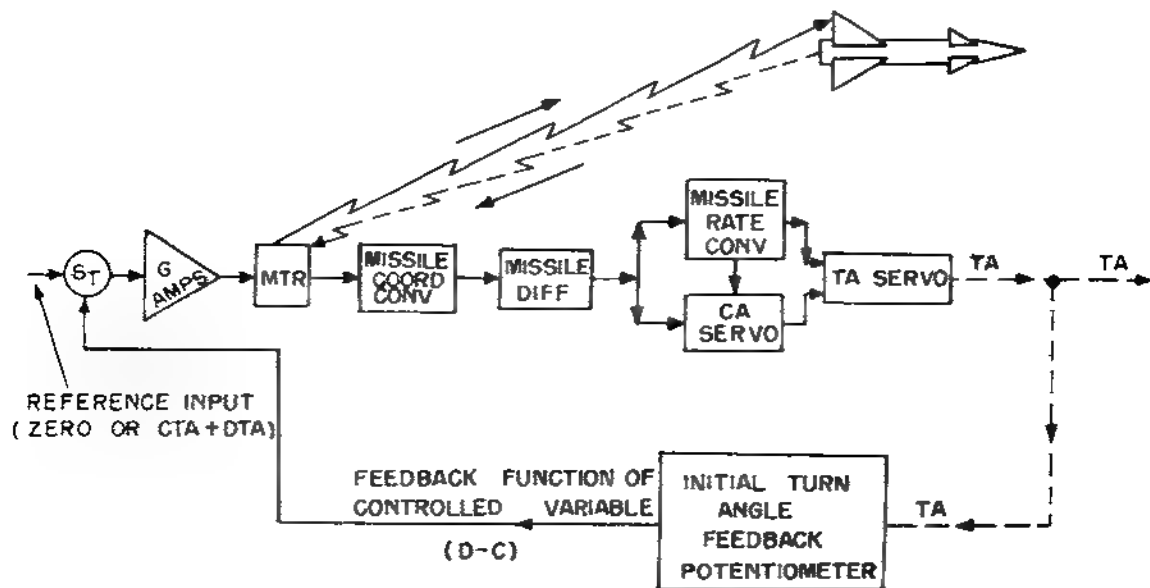 MISSILE
RATE
CONV
S_T
G
AMPS
MTR
MISSILE
COORD
CONV
MISSILE
DIFF
CA
SERVO
TA SERVO
TA
TA
REFERENCE INPUT
(ZERO OR CTA+DTA)
FEEDBACK FUNCTION OF
CONTROLLED VARIABLE
(D-C)
INITIAL TURN
ANGLE
FEEDBACK
POTENTIOMETER
TA